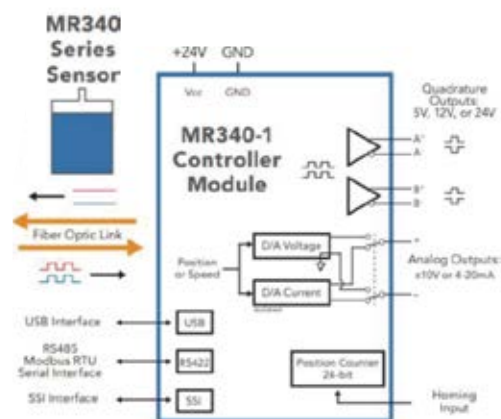 MR340
Series
Sensor
+24V
GND
Vcc
GND
MR340-1
Controller
Module
Quadrature
Outputs:
5V, 12V, or 24V
A+
A-
B+
B-
Fiber Optic Link
Position
or Speed
D/A Voltage
D/A Current
+
-
Analog Outputs:
±10V or 4-20mA
USB Interface
USB
RS485
Modbus RTU
Serial Interface
RS422
SSI Interface
SSI
Position Counter
24-bit
Homing
Input